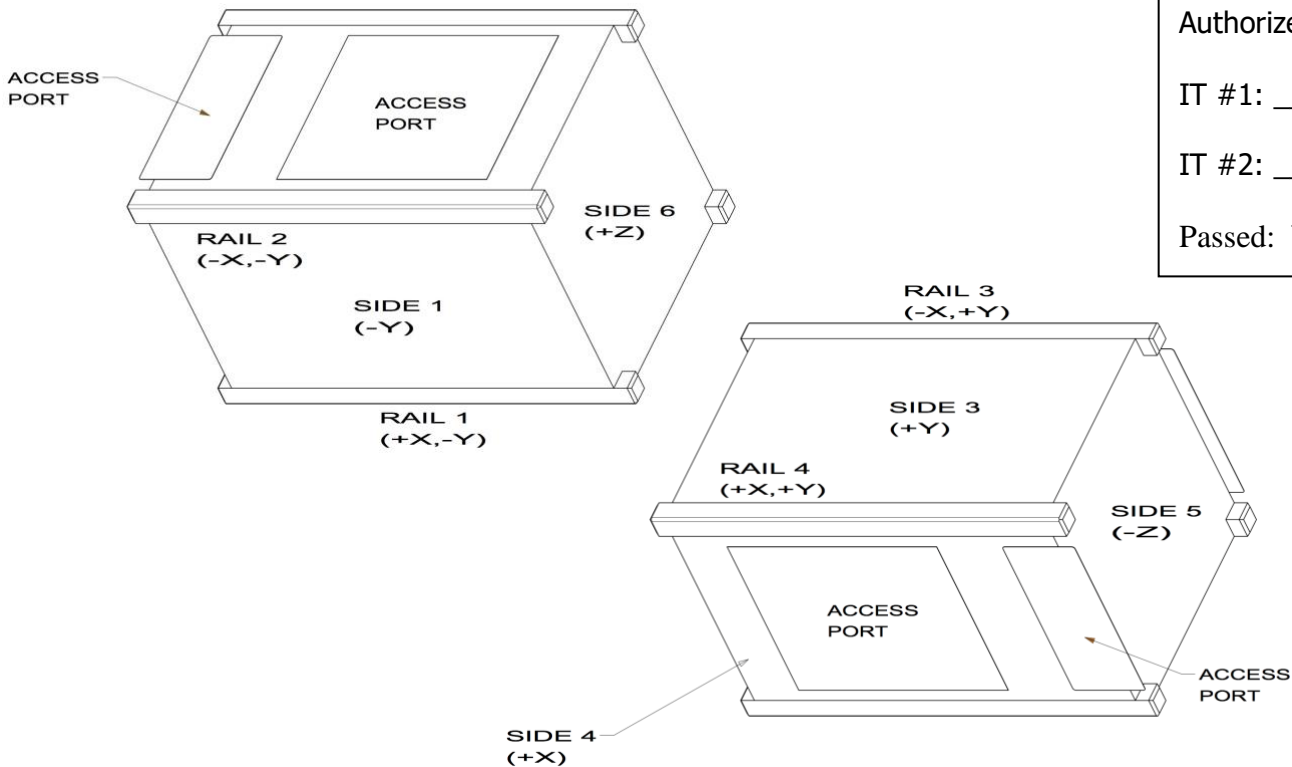 ACCESS
PORT
ACCESS
PORT
RAIL 2
(-X,-Y)
SIDE 6
(+Z)
SIDE 1
(-Y)
RAIL 1
(+X,-Y)
IT #1: _
IT #2: _
Passed:
RAIL 3
(-X,+Y)
SIDE 3
(+Y)
RAIL 4
(+X,+Y)
SIDE 5
(-Z)
ACCESS
PORT
ACCESS
PORT
SIDE 4
(+X)